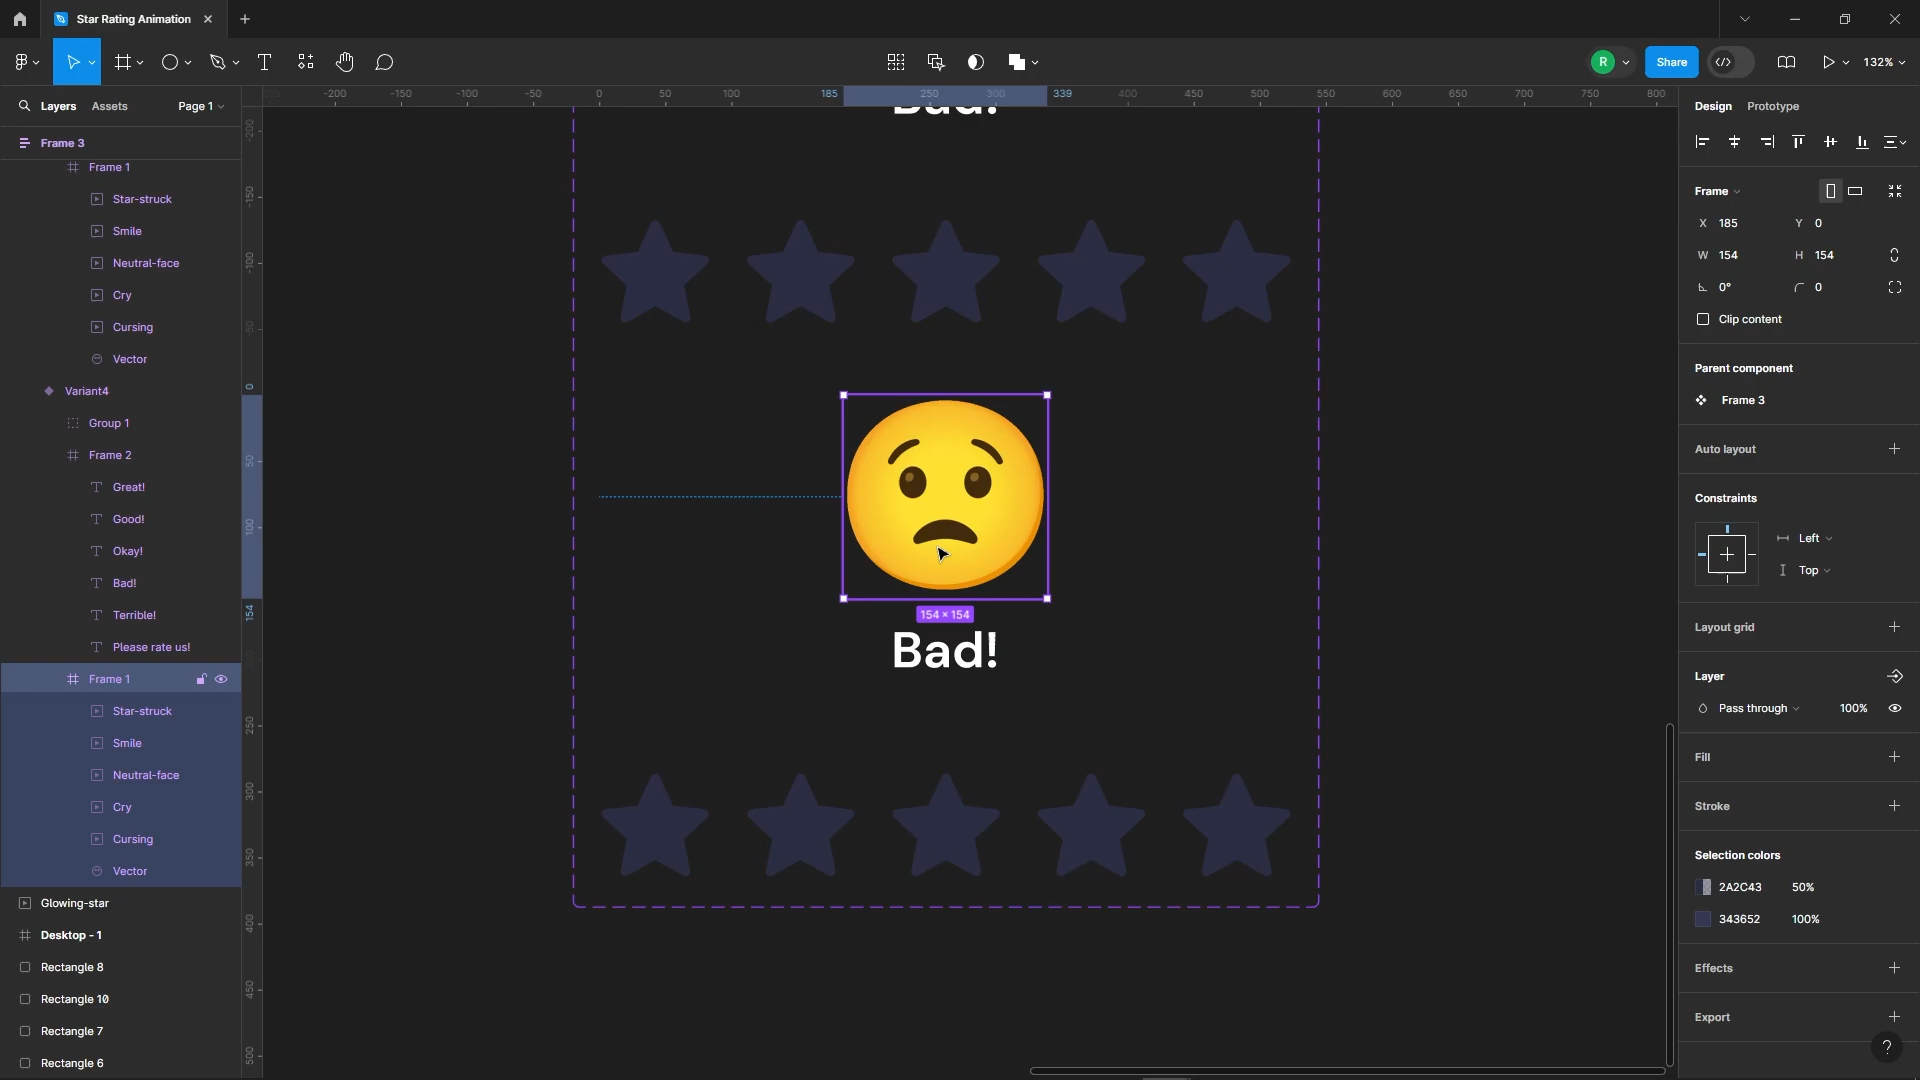 Star Rating Animation
R
Share
132%
Layers
Assets
Page 1
-200
-150
-100
-50
0
50
100
185
250
300
339
400
450
500
550
600
650
700
750
800
Design
Prototype
Frame 3
Frame 1
Star-struck
Smile
Neutral-face
Cry
Cursing
Vector
Variant4
Group 1
Frame 2
Great!
Good!
Okay!
Bad!
Terrible!
Please rate us!
Frame 1
Star-struck
Smile
Neutral-face
Cry
Cursing
Vector
Glowing-star
Desktop - 1
Rectangle 8
Rectangle 10
Rectangle 7
Rectangle 6
-200
-150
-100
-50
0
50
100
154
250
300
350
400
450
500
Bad!
154 × 154
Bad!
Frame
X 185
Y 0
W 154
H 154
0°
0
Clip content
Parent component
Frame 3
Auto layout
Constraints
Left
Top
Layout grid
Layer
Pass through
100%
Fill
Stroke
Selection colors
2A2C43 50%
343652 100%
Effects
Export
?